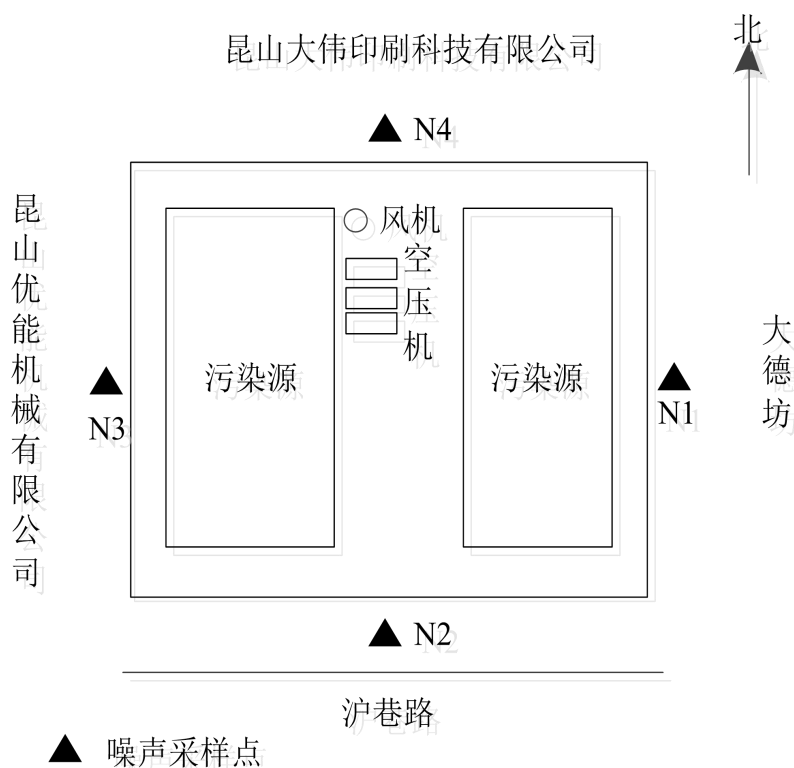 昆山大伟印刷科技有限公司
北
N4
昆山优能机械有限公司
风机
空压机
污染源
污染源
大德坊
N3
N1
N2
沪巷路
噪声采样点